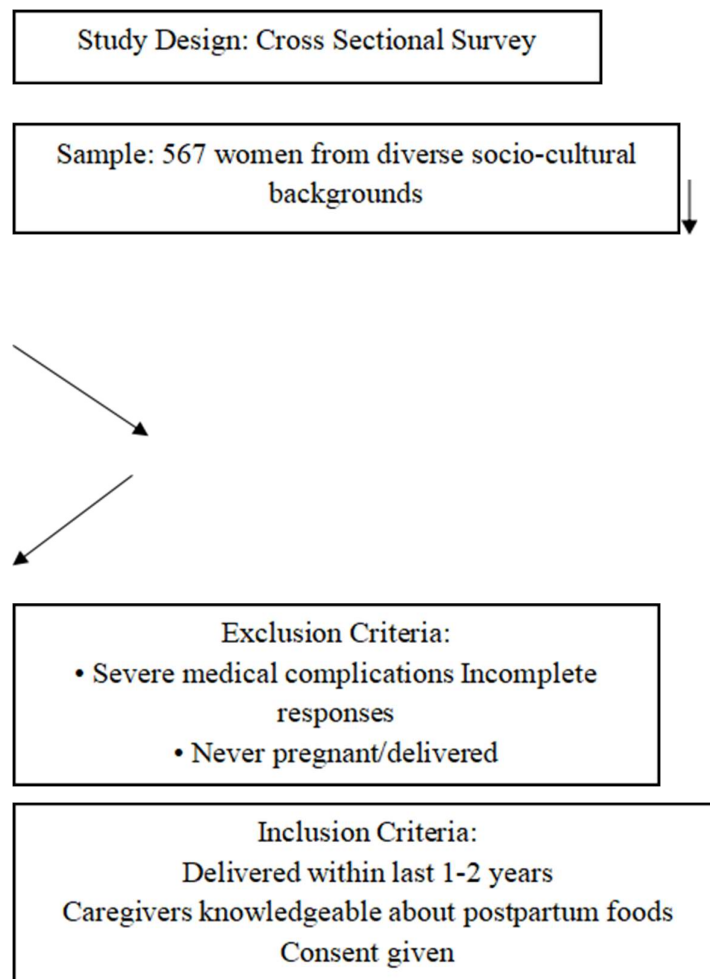 Study Design: Cross Sectional Survey
Sample: 567 women from diverse socio-cultural
backgrounds
Exclusion Criteria:
• Severe medical complications Incomplete
responses
• Never pregnant/delivered
Inclusion Criteria:
Delivered within last 1-2 years
Caregivers knowledgeable about postpartum foods
Consent given